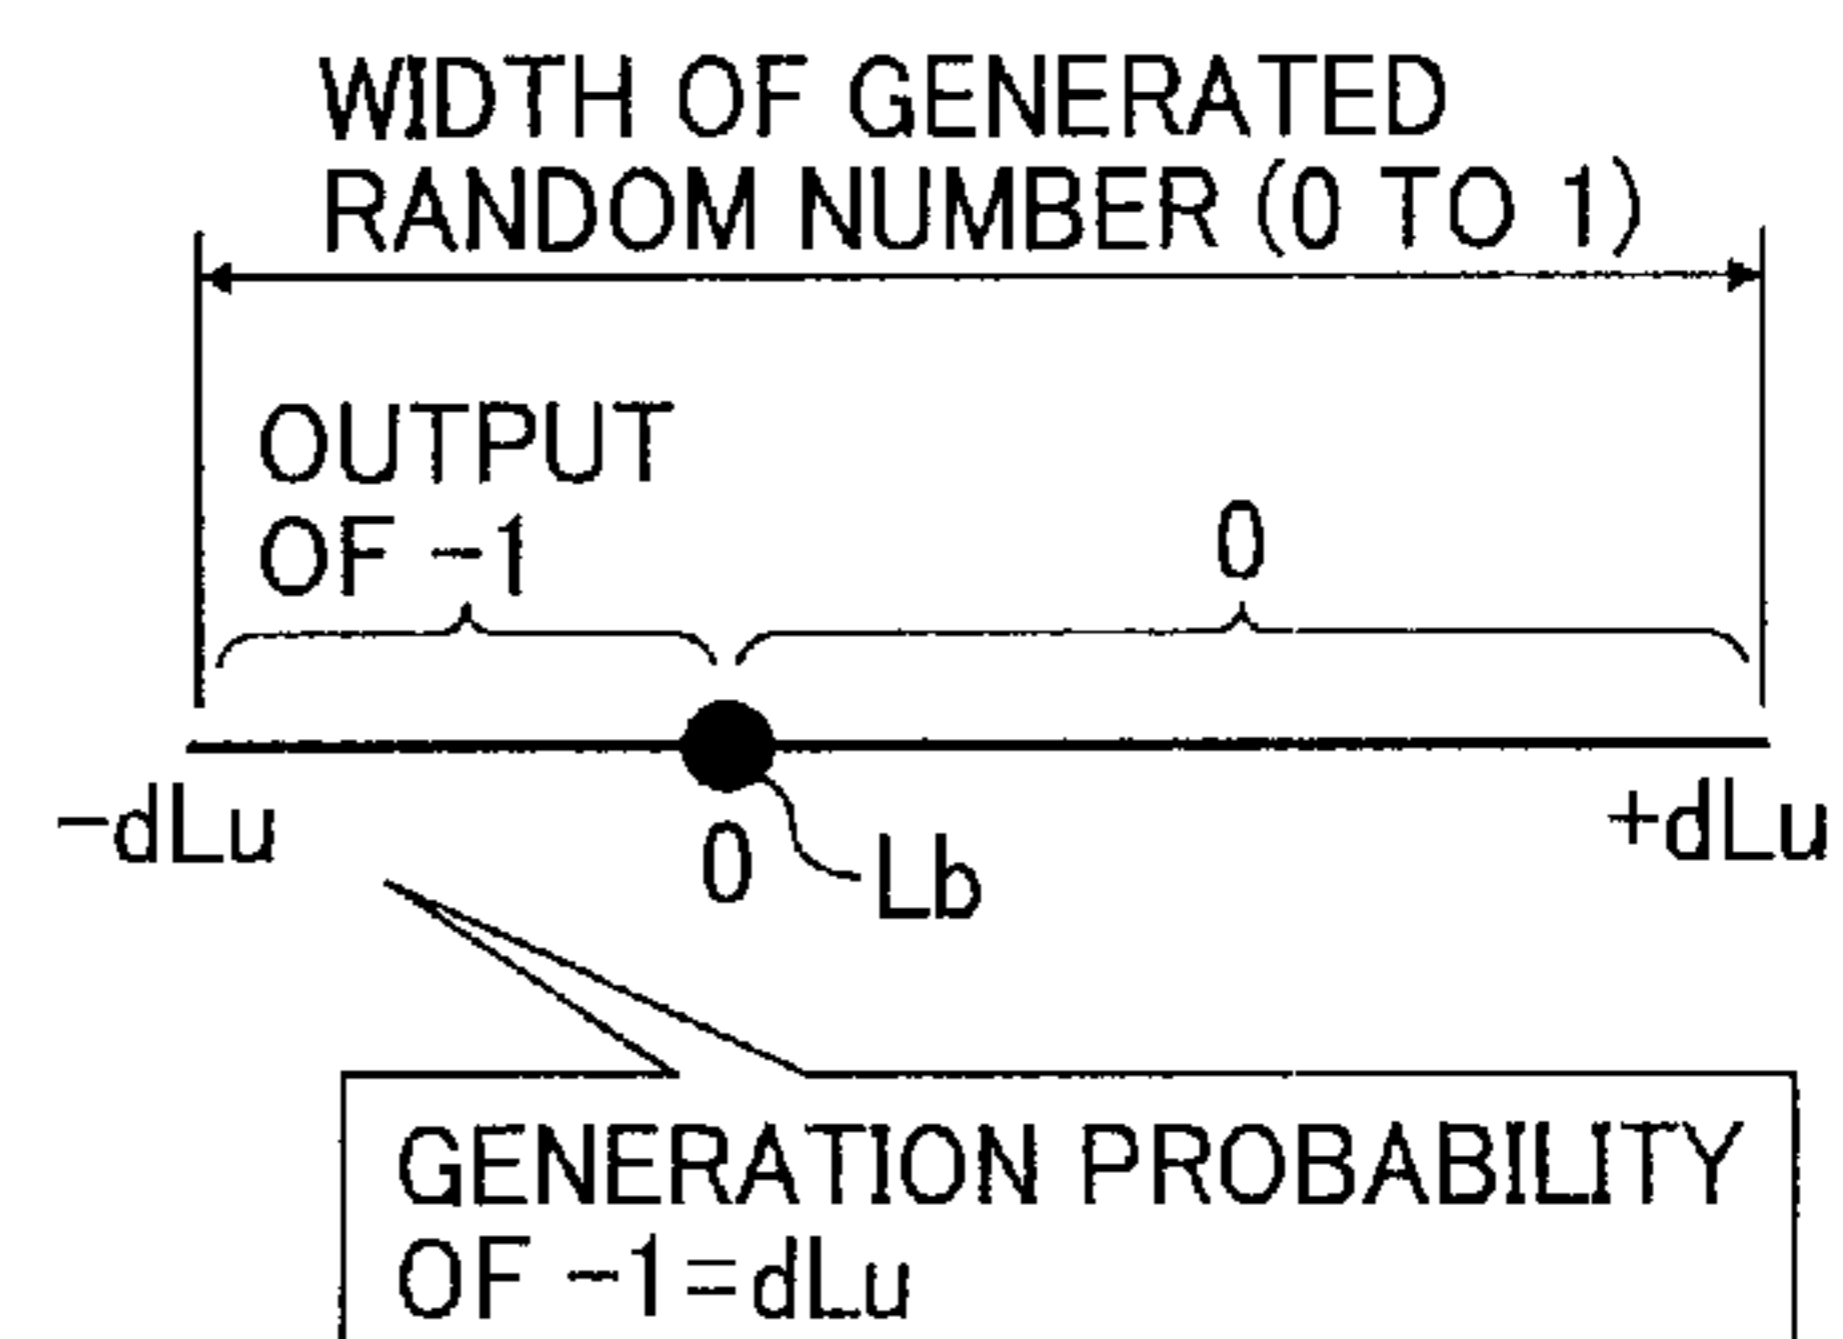 WIDTH OF GENERATED
RANDOM NUMBER (0 TO 1)
OUTPUT
OF -1
0
-dLu
0
Lb
+dLu
GENERATION PROBABILITY
OF -1=dLu